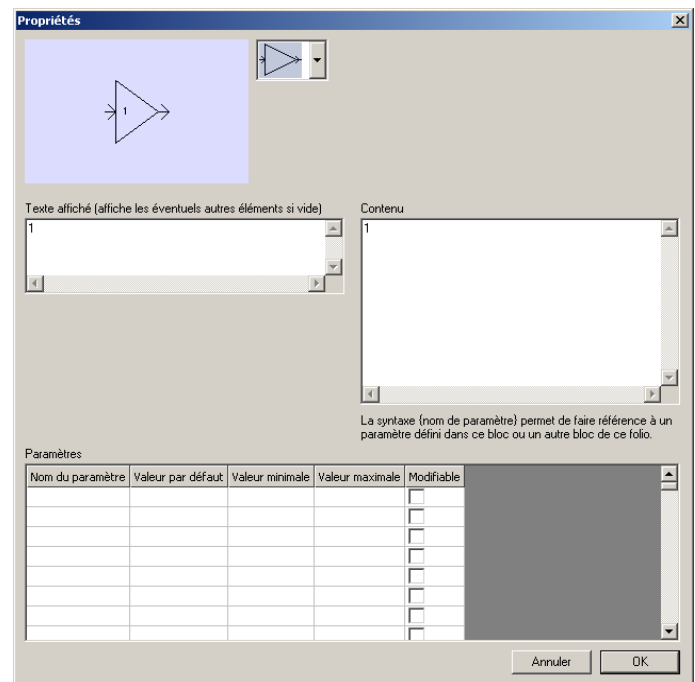 Propriétés
1
Texte affiché (affiche les éventuels autres éléments si vide)
1
Contenu
1
La syntaxe {nom de paramètre} permet de faire référence à un
paramètre défini dans ce bloc ou un autre bloc de ce folio.
Paramètres
Nom du paramètre Valeur par défaut Valeur minimale Valeur maximale Modifiable
Annuler OK